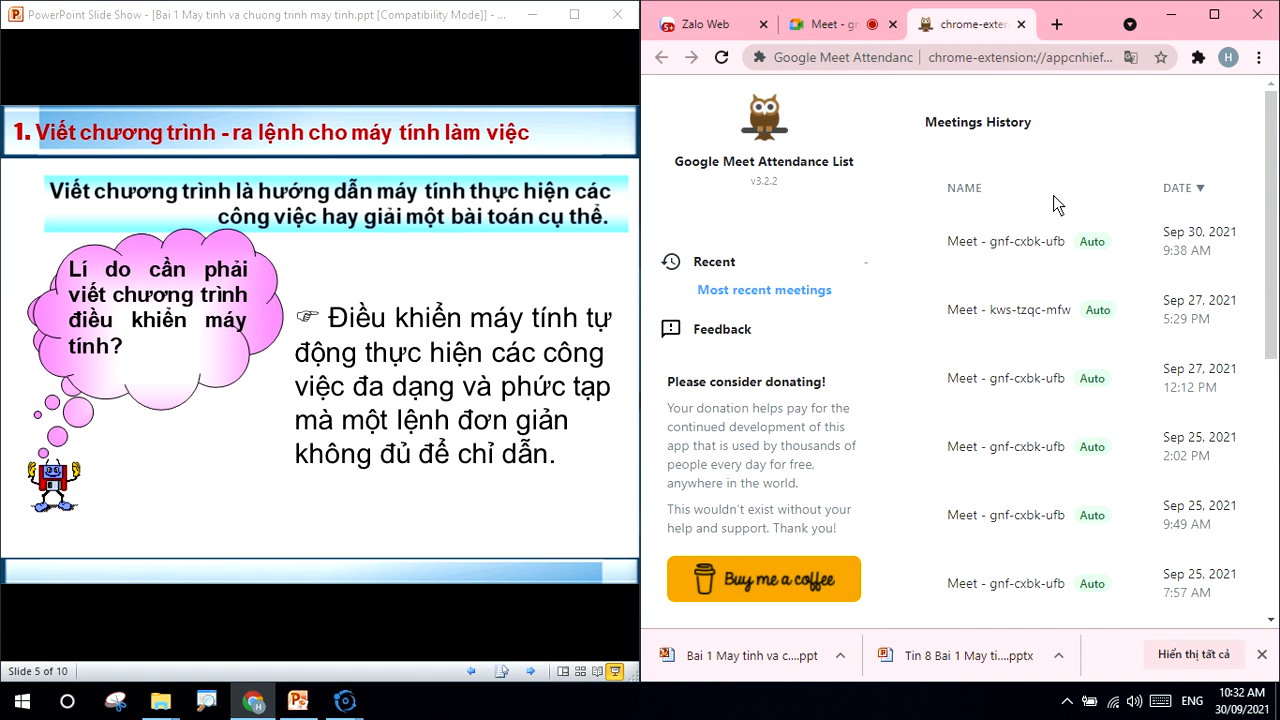 PowerPoint Slide Show - [Bai 1 May tinh va chuong trinh may tinh.ppt [Compatibility Mode]] - ...
1. Viết chương trình - ra lệnh cho máy tính làm việc
Viết chương trình là hướng dẫn máy tính thực hiện các
công việc hay giải một bài toán cụ thể.
Lí do cần phải
viết chương trình
điều khiển máy
tính?
☞ Điều khiển máy tính tự
động thực hiện các công
việc đa dạng và phức tạp
mà một lệnh đơn giản
không đủ để chỉ dẫn.
Slide 5 of 10
Zalo Web
Meet - gn
chrome-exten
Google Meet Attendanc | chrome-extension://appcnhief...
H
Google Meet Attendance List
v3.2.2
Recent -
Most recent meetings
Feedback
Please consider donating!
Your donation helps pay for the
continued development of this
app that is used by thousands of
people every day for free,
anywhere in the world.
This wouldn't exist without your
help and support. Thank you!
Buy me a coffee
Meetings History
NAME DATE ▼
Meet - gnf-cxbk-ufb Auto Sep 30, 2021
9:38 AM
Meet - kws-tzqc-mfw Auto Sep 27, 2021
5:29 PM
Meet - gnf-cxbk-ufb Auto Sep 27, 2021
12:12 PM
Meet - gnf-cxbk-ufb Auto Sep 25, 2021
2:02 PM
Meet - gnf-cxbk-ufb Auto Sep 25, 2021
9:49 AM
Meet - gnf-cxbk-ufb Auto Sep 25, 2021
7:57 AM
Bai 1 May tinh va c....ppt
Tin 8 Bai 1 May ti....pptx
Hiển thị tất cả
ENG
10:32 AM
30/09/2021